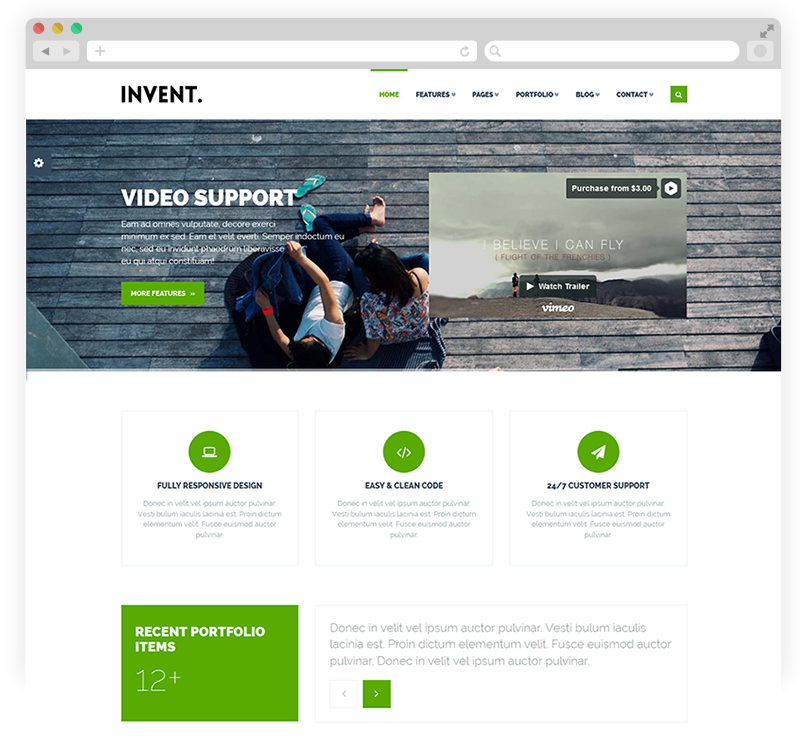 INVENT.
HOME FEATURES PAGES PORTFOLIO BLOG CONTACT
VIDEO SUPPORT
Eam ad omnes vulputate, decore exerci
minimum ex sed. Eam et velit everti. Semper indoctum eu
nec, sed eu invidunt phaedrum liberavisse
eu qui atqui constituam!
MORE FEATURES »
Purchase from $3.00
I BELIEVE I CAN FLY
( FLIGHT OF THE FRENCHIES )
Watch Trailer
vimeo
FULLY RESPONSIVE DESIGN
Donec in velit vel ipsum auctor pulvinar.
Vesti bulum iaculis lacinia est. Proin dictum
elementum velit. Fusce euismod auctor
pulvinar.
EASY & CLEAN CODE
Donec in velit vel ipsum auctor pulvinar.
Vesti bulum iaculis lacinia est. Proin dictum
elementum velit. Fusce euismod auctor
pulvinar.
24/7 CUSTOMER SUPPORT
Donec in velit vel ipsum auctor pulvinar.
Vesti bulum iaculis lacinia est. Proin dictum
elementum velit. Fusce euismod auctor
pulvinar.
RECENT PORTFOLIO
ITEMS
12+
Donec in velit vel ipsum auctor pulvinar. Vesti bulum iaculis
lacinia est. Proin dictum elementum velit. Fusce euismod auctor
pulvinar. Donec in velit vel ipsum auctor pulvinar.